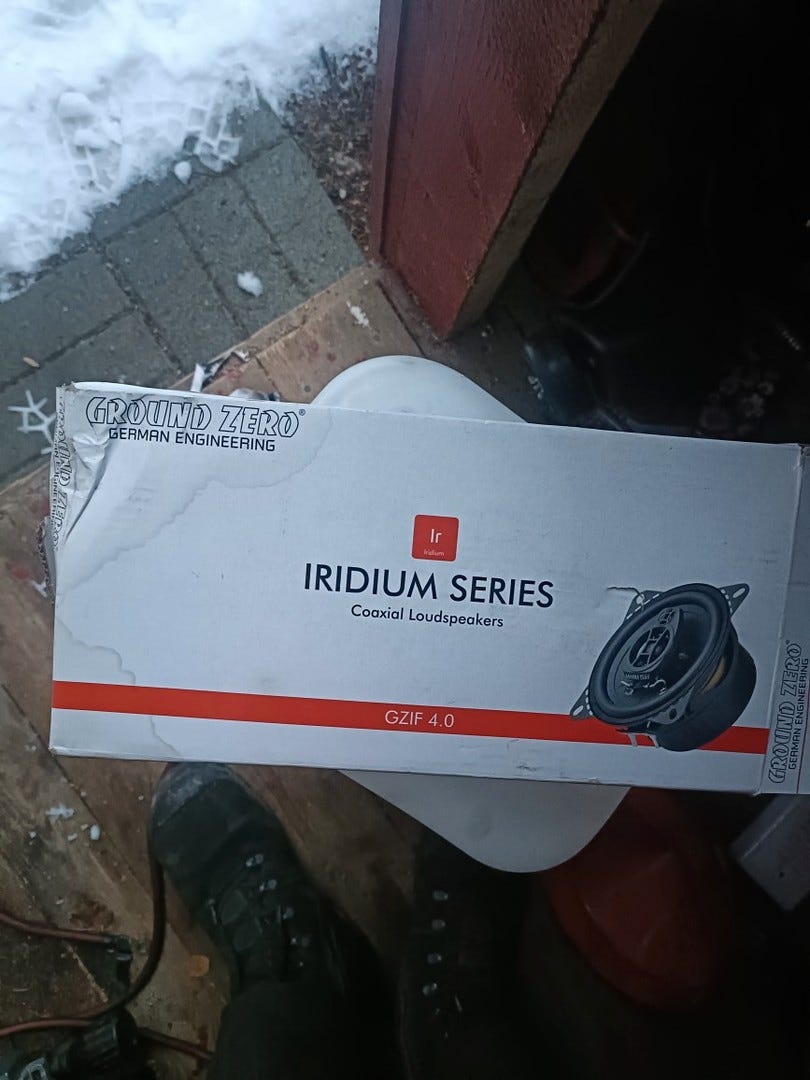 GROUND ZERO®
GERMAN ENGINEERING
Ir
Iridium
IRIDIUM SERIES
Coaxial Loudspeakers
GZIF 4.0
GROUND ZERO®
GERMAN ENGINEERING